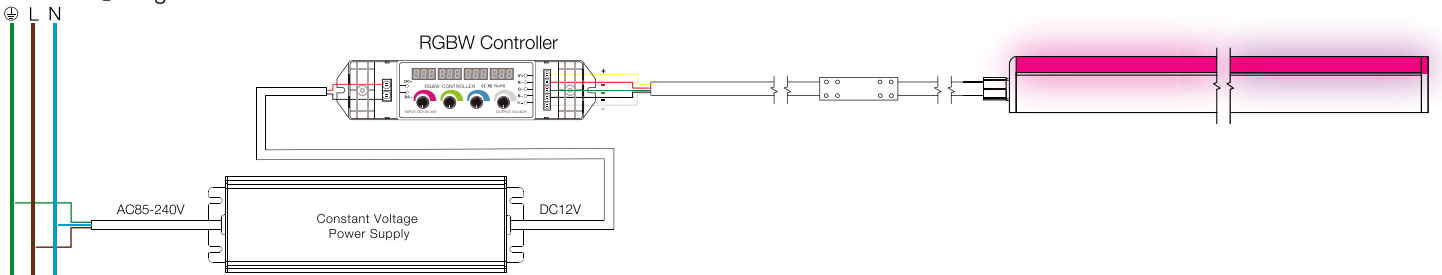 L N
RGBW Controller
RGBW CONTROLLER
AC85-240V
DC12V
Constant Voltage
Power Supply